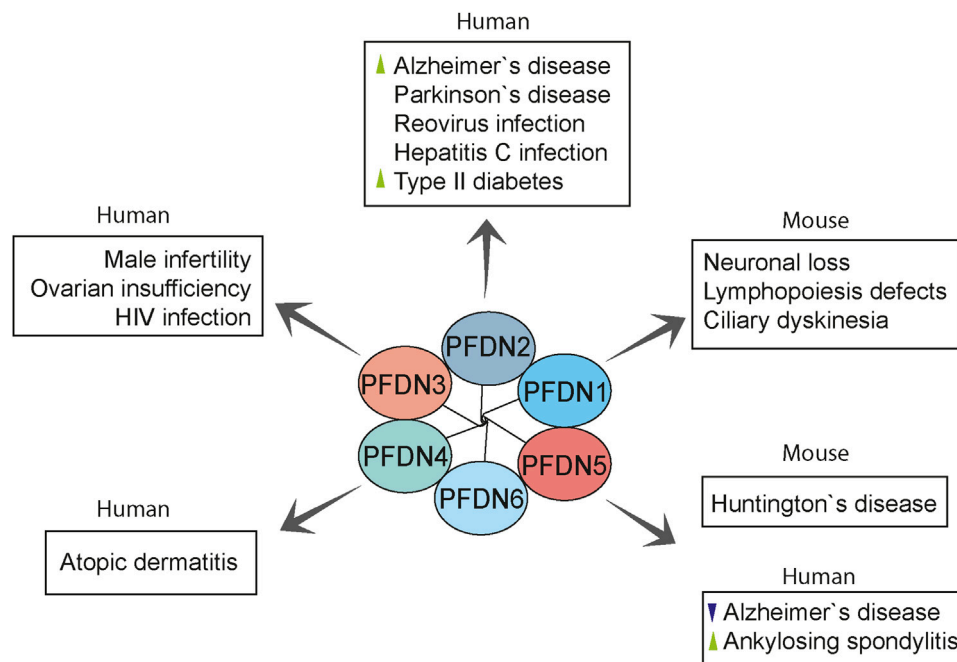 Human
Alzheimer`s disease
Parkinson`s disease
Reovirus infection
Hepatitis C infection
Type II diabetes
Human
Male infertility
Ovarian insufficiency
HIV infection
Mouse
Neuronal loss
Lymphopoiesis defects
Ciliary dyskinesia
PFDN2
PFDN3
PFDN1
PFDN4
PFDN5
PFDN6
Human
Atopic dermatitis
Mouse
Huntington`s disease
Human
Alzheimer`s disease
Ankylosing spondylitis